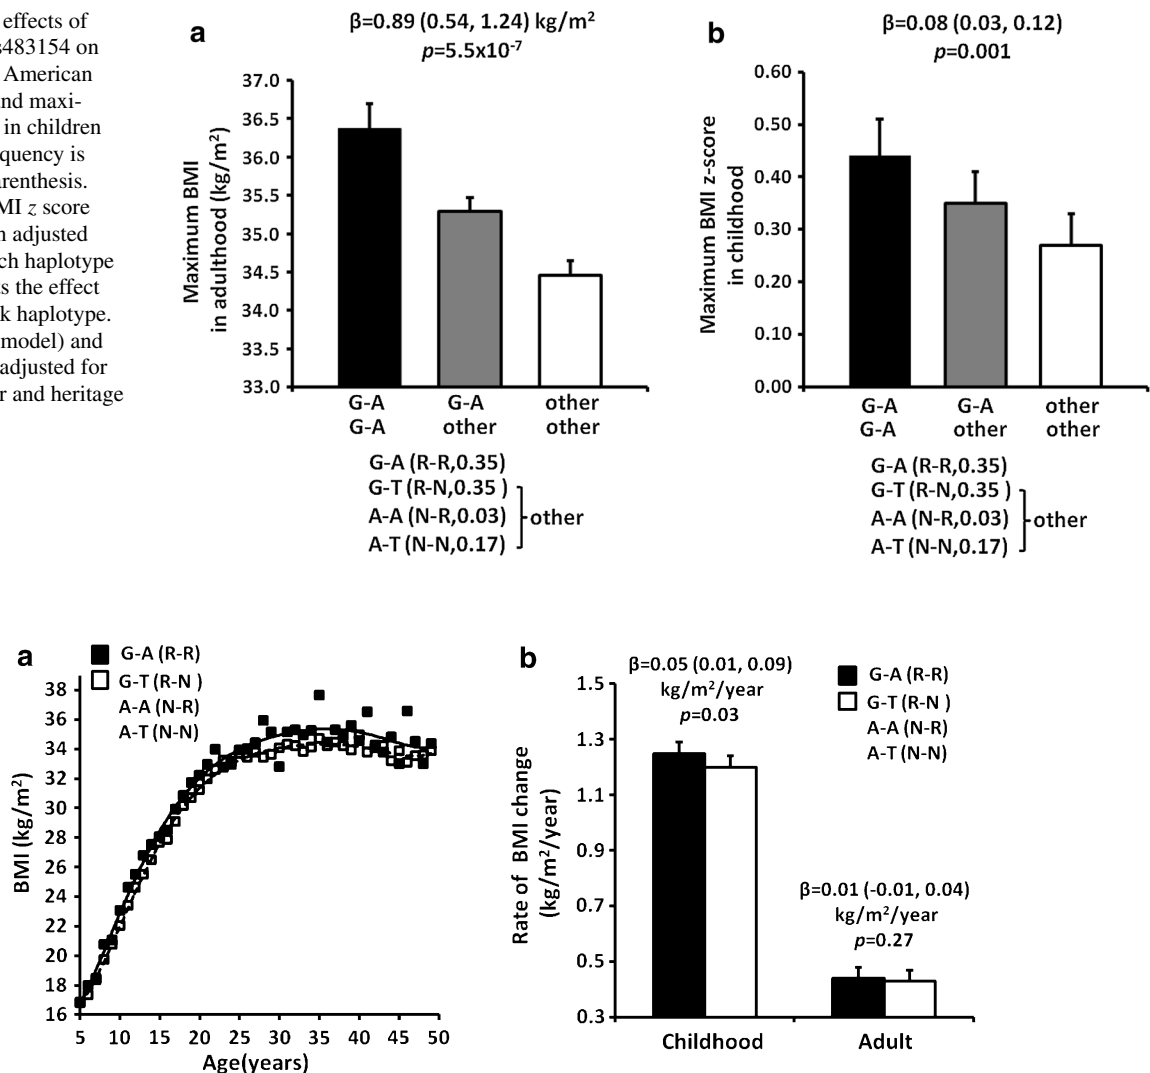 effects of
s483154 on
American
and maxi-
in children
quency is
arenthesis.
MI z score
n adjusted
ch haplotype
ts the effect
k haplotype.
model) and
adjusted for
r and heritage
a
β=0.89 (0.54, 1.24) kg/m²
p=5.5x10⁻⁷
Maximum BMI
in adulthood (kg/m²)
37.0
36.5
36.0
35.5
35.0
34.5
34.0
33.5
33.0
G-A G-A other
G-A other other
G-A (R-R,0.35)
G-T (R-N,0.35 )
A-A (N-R,0.03)
A-T (N-N,0.17)
other
b
β=0.08 (0.03, 0.12)
p=0.001
Maximum BMI z-score
in childhood
0.60
0.50
0.40
0.30
0.20
0.10
0.00
G-A G-A other
G-A other other
G-A (R-R,0.35)
G-T (R-N,0.35 )
A-A (N-R,0.03)
A-T (N-N,0.17)
other
a
G-A (R-R)
G-T (R-N )
A-A (N-R)
A-T (N-N)
BMI (kg/m²)
38
36
34
32
30
28
26
24
22
20
18
16
5 10 15 20 25 30 35 40 45 50
Age(years)
b
β=0.05 (0.01, 0.09)
kg/m²/year
p=0.03
G-A (R-R)
G-T (R-N )
A-A (N-R)
A-T (N-N)
Rate of BMI change
(kg/m²/year)
1.5
1.3
1.1
0.9
0.7
0.5
0.3
β=0.01 (-0.01, 0.04)
kg/m²/year
p=0.27
Childhood Adult